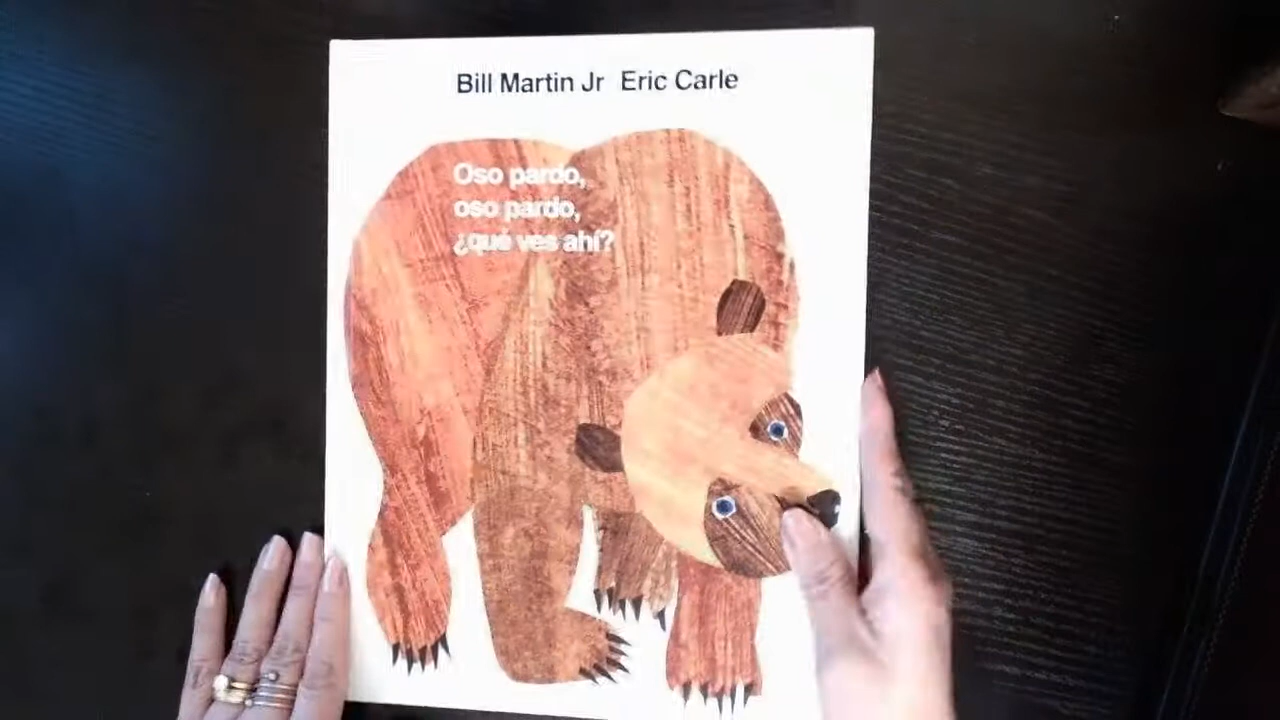 Bill Martin Jr Eric Carle
Oso pardo,
oso pardo,
¿qué ves ahí?